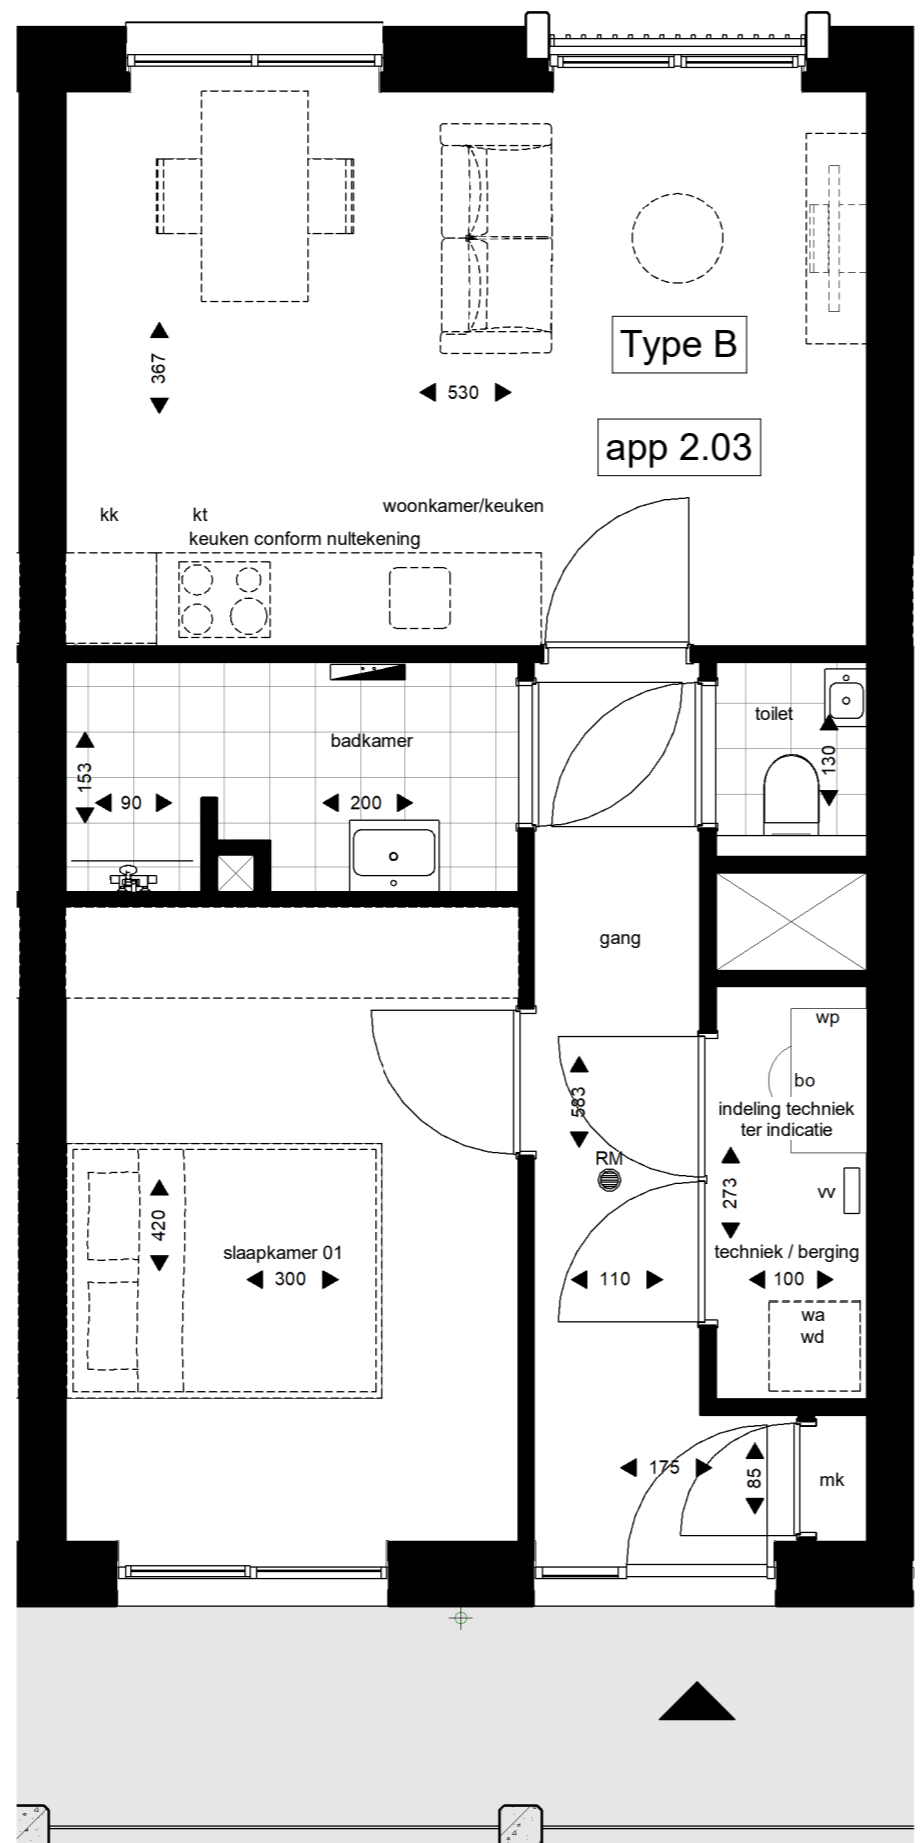 367
530
Type B
app 2.03
woonkamer/keuken
kk
kt
keuken conform nultekening
toilet
badkamer
153
90
200
130
gang
wp
bo
indeling techniek
ter indicatie
583
RM
273
vv
420
slaapkamer 01
300
110
techniek / berging
100
wa
wd
175
85
mk